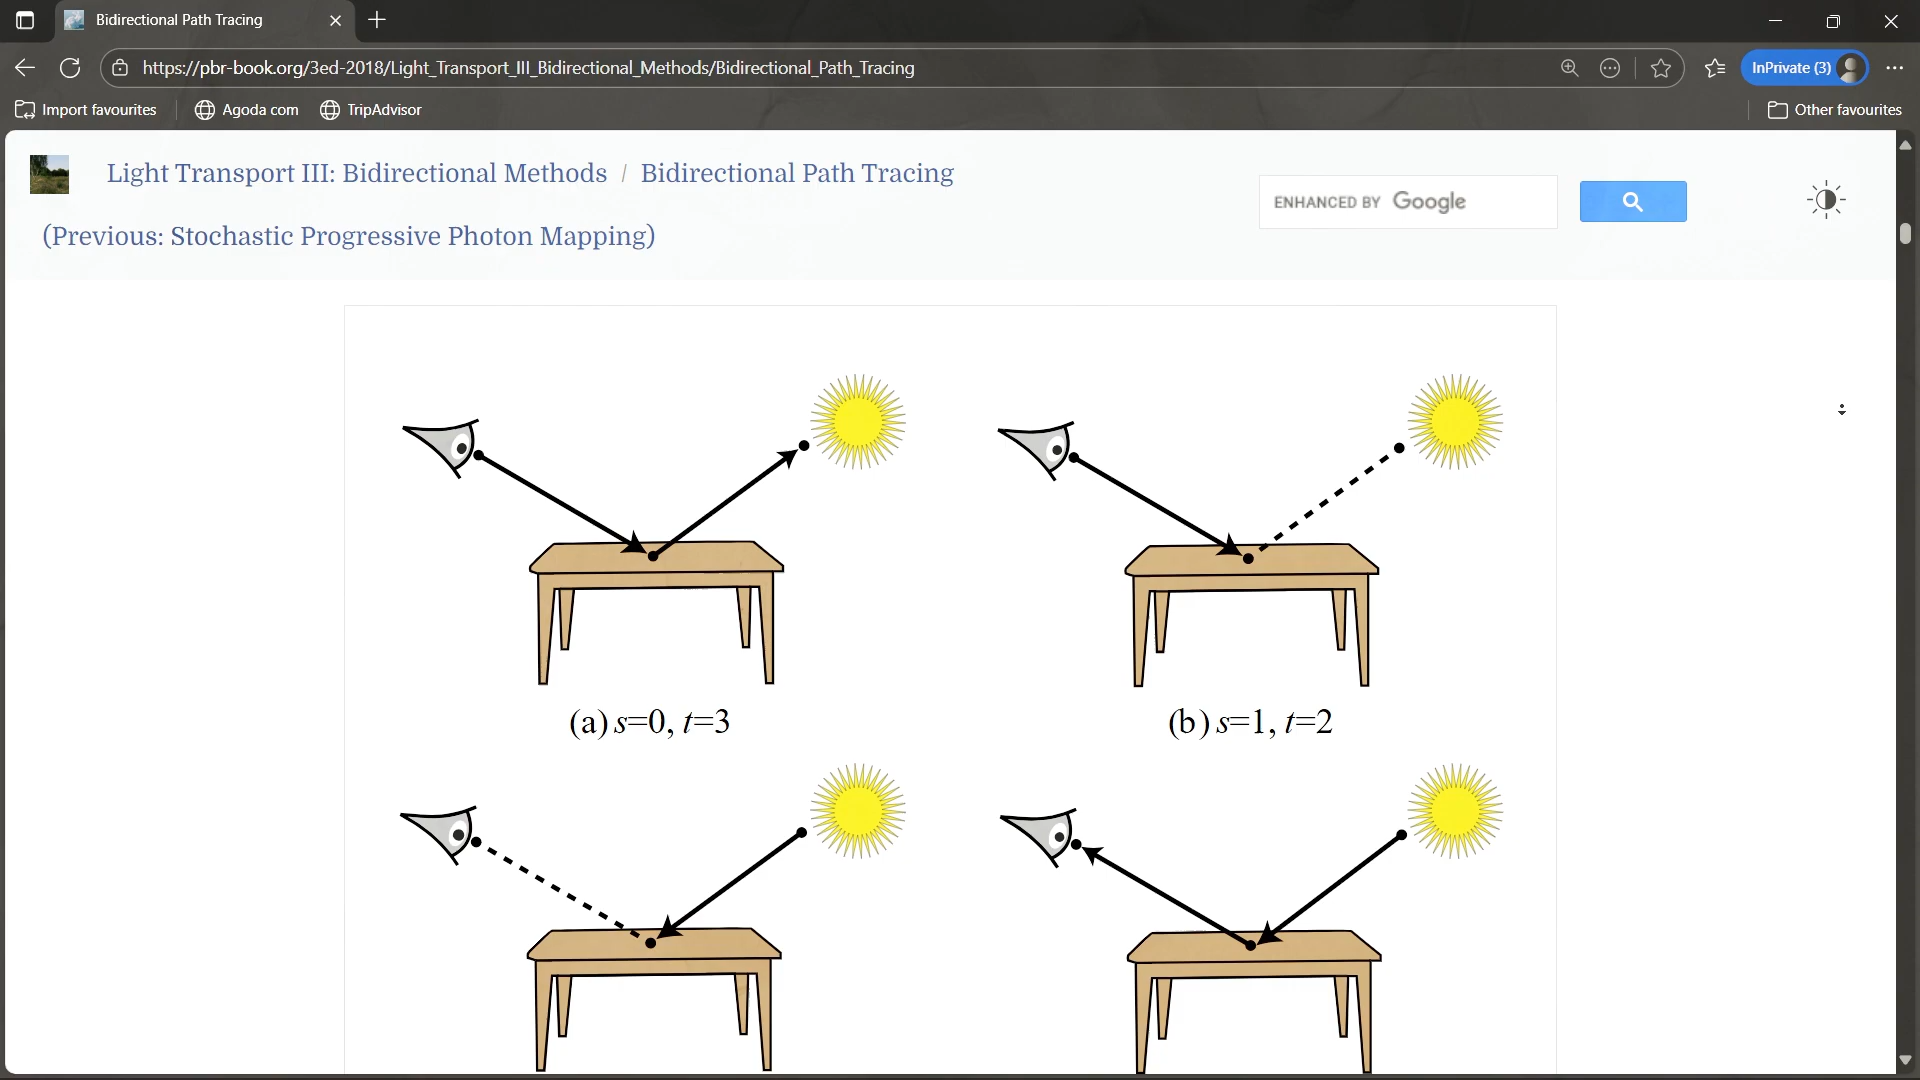 Bidirectional Path Tracing
https://pbr-book.org/3ed-2018/Light_Transport_III_Bidirectional_Methods/Bidirectional_Path_Tracing
InPrivate (3)
Import favourites
Agoda com
TripAdvisor
Other favourites
Light Transport III: Bidirectional Methods / Bidirectional Path Tracing
ENHANCED BY Google
(Previous: Stochastic Progressive Photon Mapping)
(a) s=0, t=3
(b) s=1, t=2